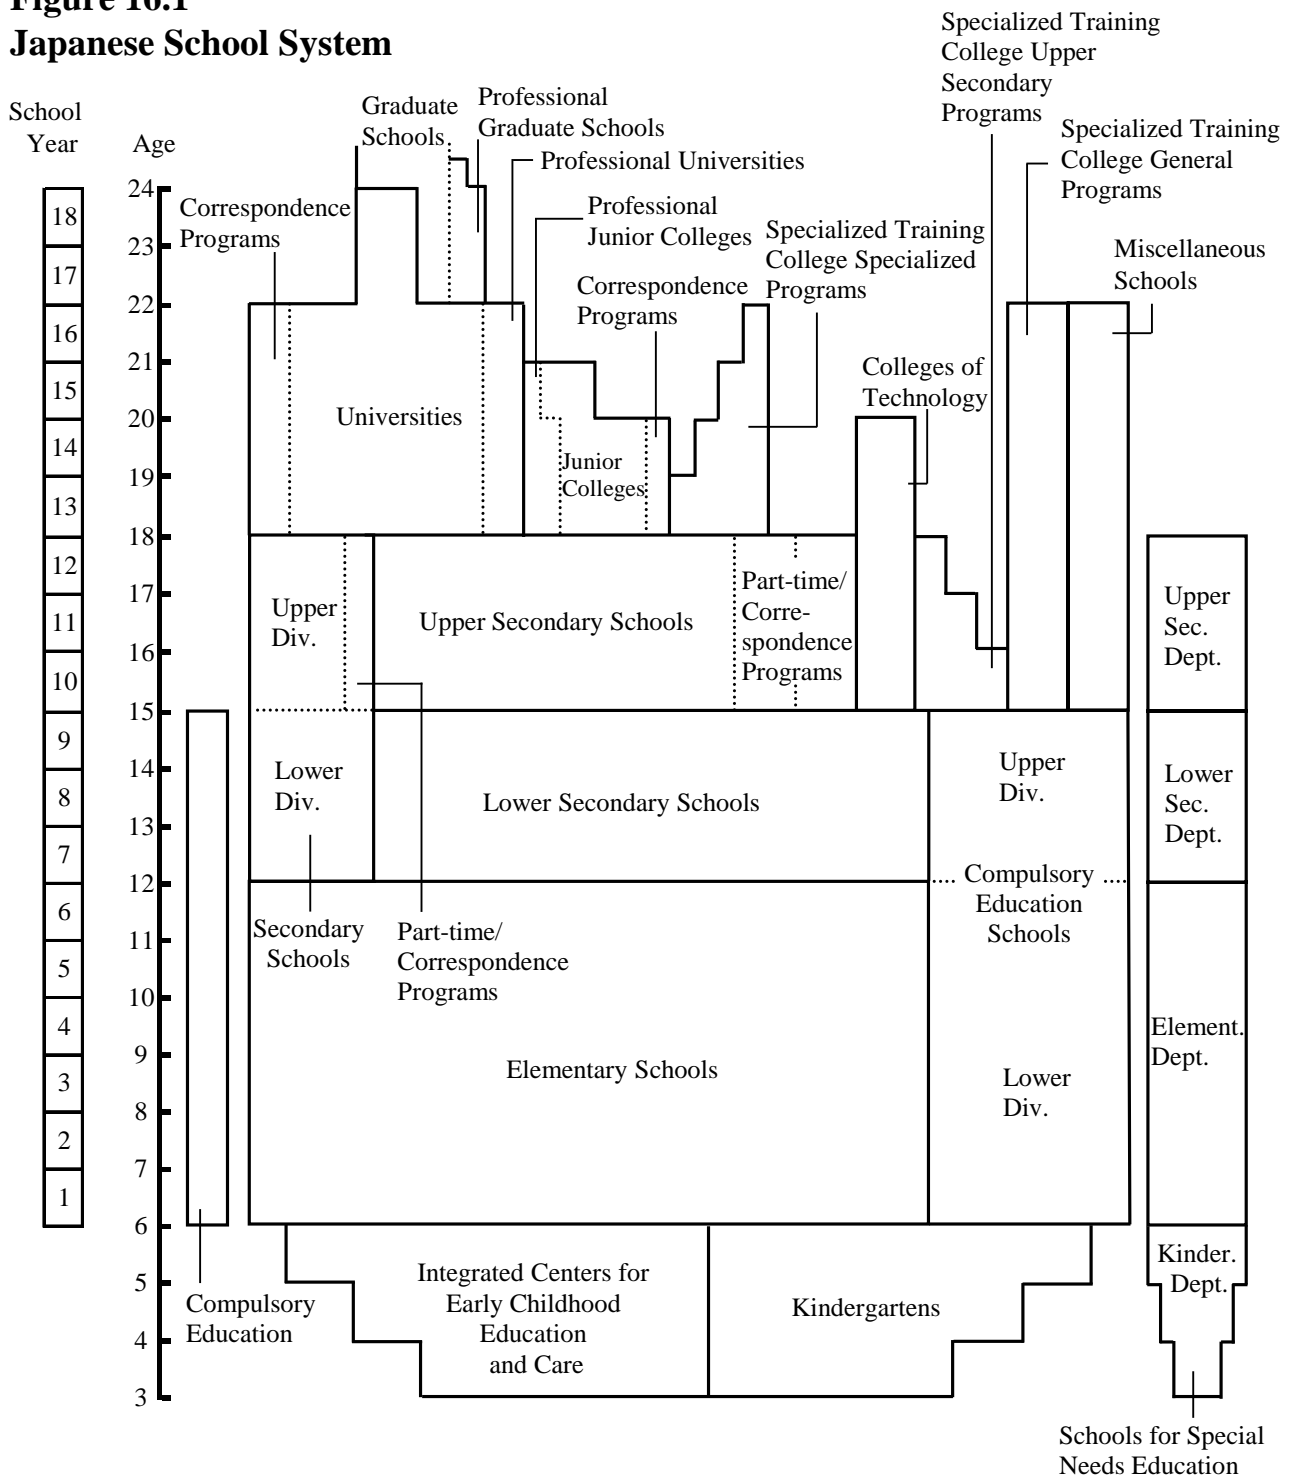 Figure 16.1
Japanese School System
School
Year
Age
Graduate
Schools
Professional
Graduate Schools
Professional Universities
Specialized Training
College Upper
Secondary
Programs
Specialized Training
College General
Programs
Correspondence
Programs
Professional
Junior Colleges
Specialized Training
College Specialized
Programs
Correspondence
Programs
Miscellaneous
Schools
Colleges of
Technology
Universities
Junior
Colleges
24
23
22
21
20
19
18
17
16
15
14
13
12
11
10
9
8
7
6
5
4
3
18
17
16
15
14
13
12
11
10
9
8
7
6
5
4
3
2
1
Upper
Div.
Upper Secondary Schools
Part-time/
Corre-
spondence
Programs
Upper
Sec.
Dept.
Lower
Div.
Lower Secondary Schools
Upper
Div.
Lower
Sec.
Dept.
Compulsory
Education
Schools
Secondary
Schools
Part-time/
Correspondence
Programs
Elementary Schools
Lower
Div.
Element.
Dept.
Compulsory
Education
Integrated Centers for
Early Childhood
Education
and Care
Kindergartens
Kinder.
Dept.
Schools for Special
Needs Education